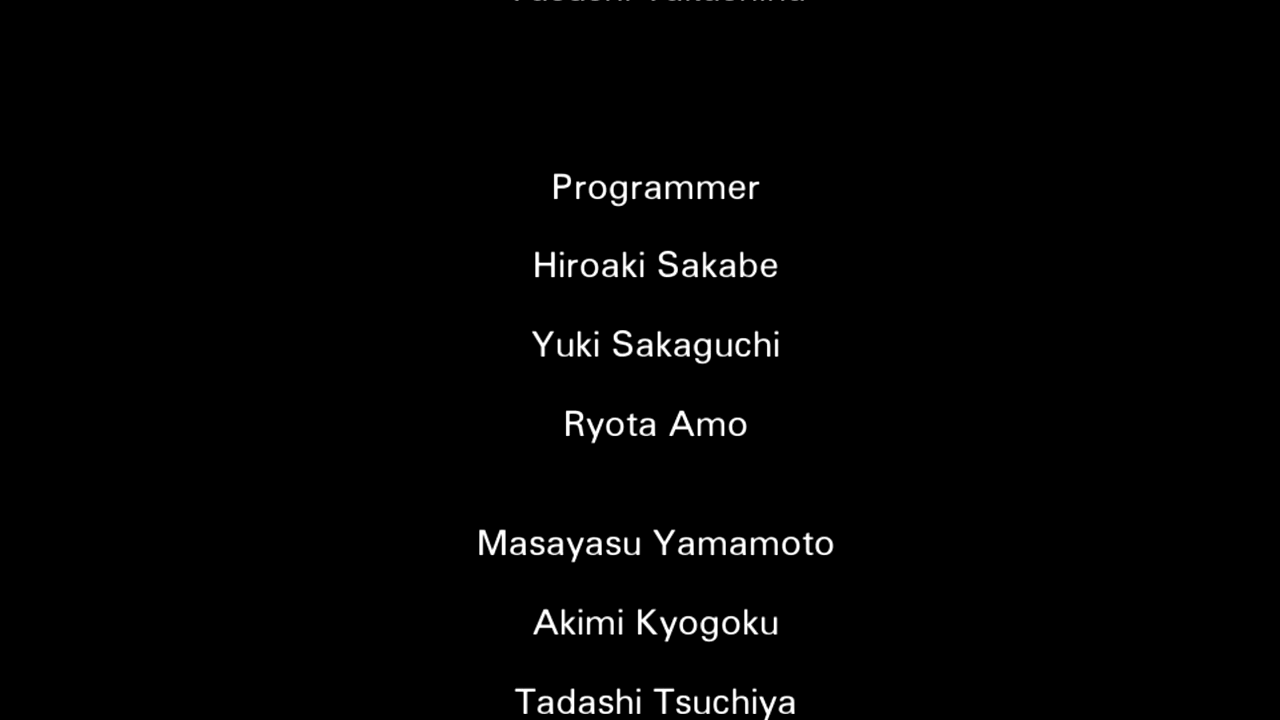 Programmer
Hiroaki Sakabe
Yuki Sakaguchi
Ryota Amo
Masayasu Yamamoto
Akimi Kyogoku
Tadashi Tsuchiya